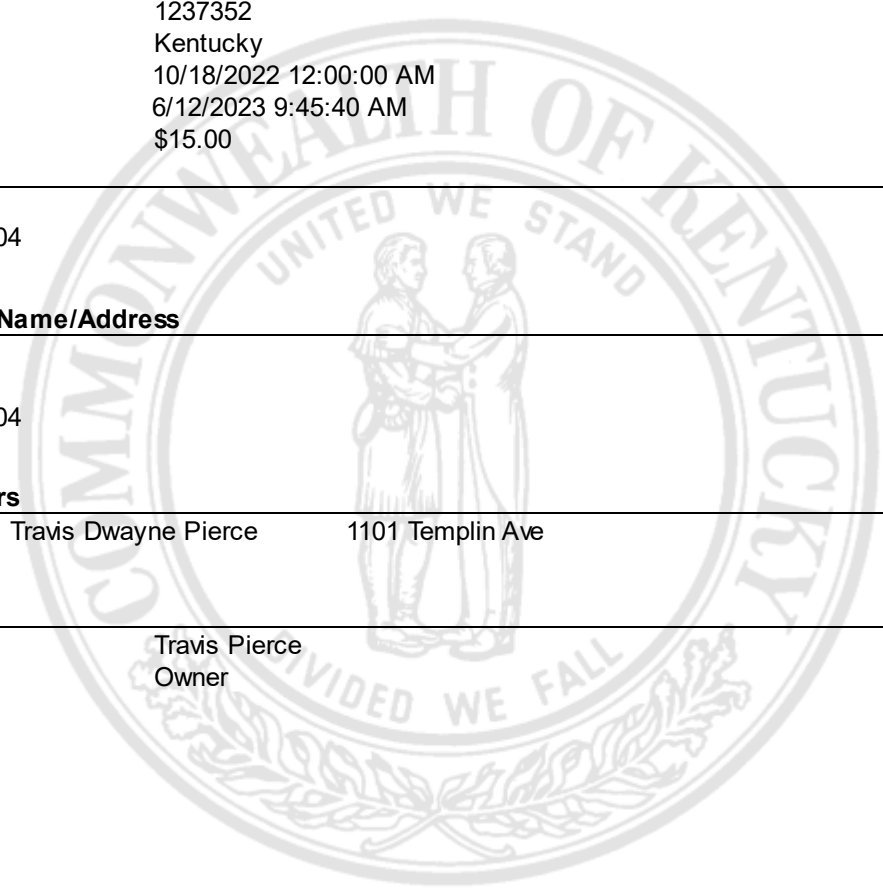 1237352
Kentucky
10/18/2022 12:00:00 AM
6/12/2023 9:45:40 AM
$15.00
COMMONWEALTH OF KENTUCKY
UNITED WE STAND
04
Name/Address
04
rs
Travis Dwayne Pierce 1101 Templin Ave
Travis Pierce
Owner
DIVIDED WE FALL